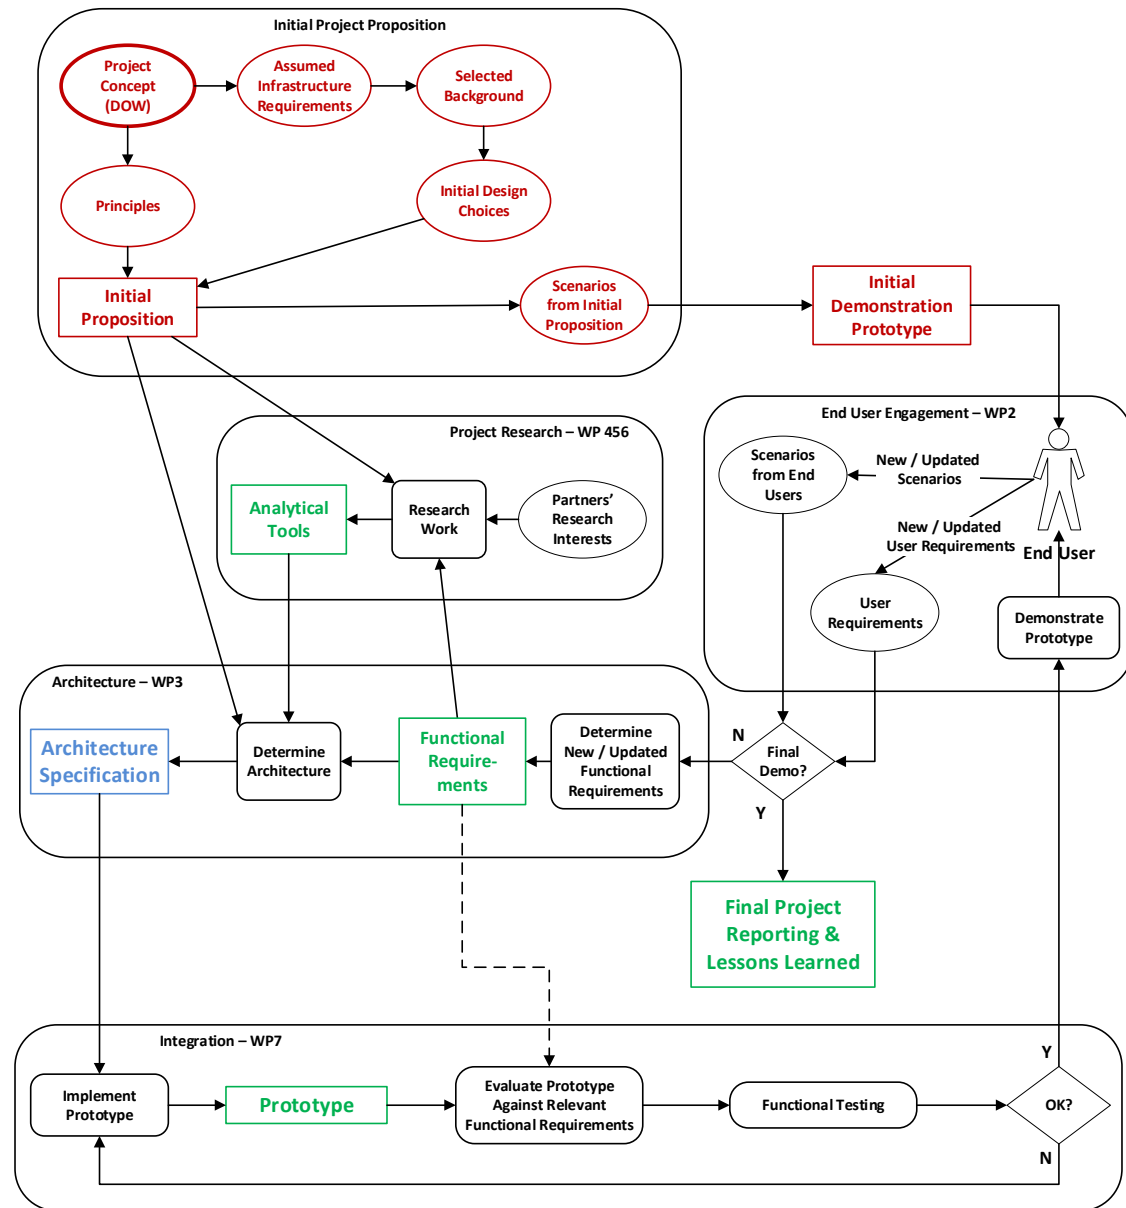 Initial Project Proposition
Project
Concept
(DOW)
Assumed
Infrastructure
Requirements
Selected
Background
Principles
Initial Design
Choices
Initial
Proposition
Scenarios
from Initial
Proposition
Initial
Demonstration
Prototype
End User Engagement – WP2
Project Research – WP 456
Scenarios
from End
Users
New / Updated
Scenarios
Analytical
Tools
Research
Work
Partners’
Research
Interests
New / Updated
User Requirements
End User
User
Requirements
Demonstrate
Prototype
Architecture – WP3
Architecture
Specification
Determine
Architecture
Functional
Require-
ments
Determine
New / Updated
Functional
Requirements
N
Final
Demo?
Y
Final Project
Reporting &
Lessons Learned
Integration – WP7
Implement
Prototype
Prototype
Evaluate Prototype
Against Relevant
Functional Requirements
Functional Testing
Y
OK?
N